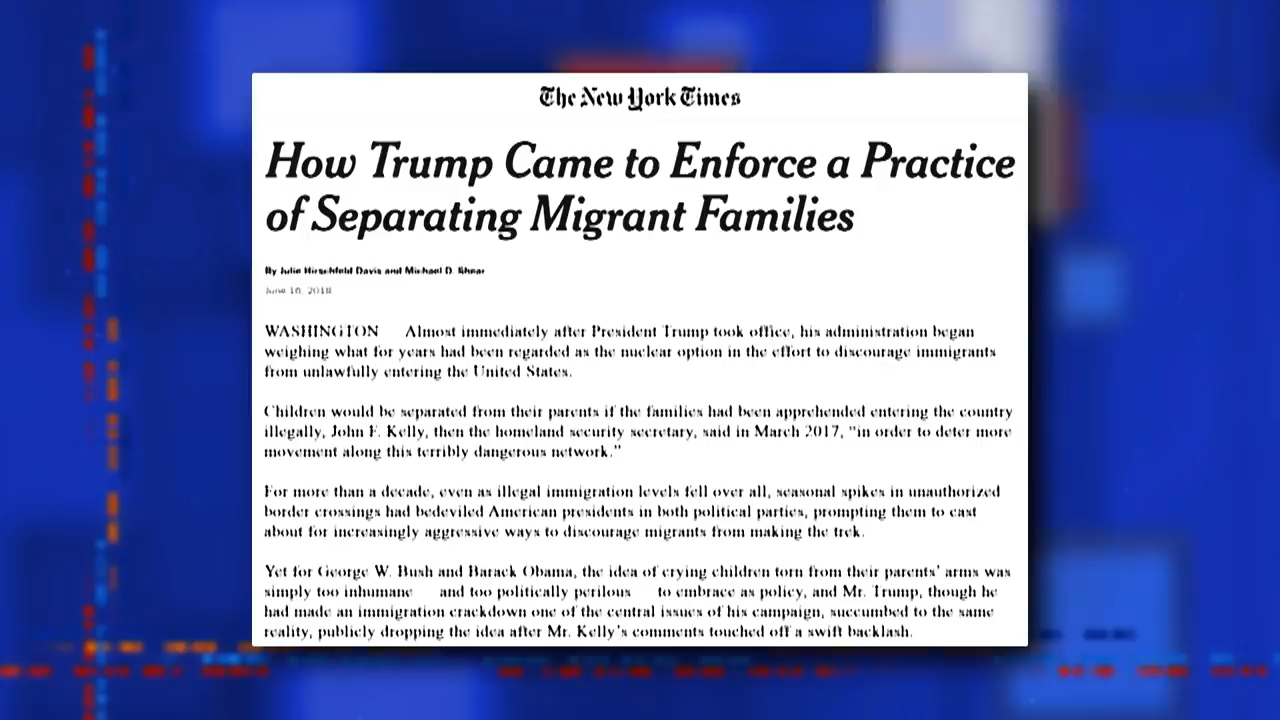 The New York Times
How Trump Came to Enforce a Practice
of Separating Migrant Families
By Julie Hirschfeld Davis and Michael D. Shear
June 16, 2018
WASHINGTON Almost immediately after President Trump took office, his administration began
weighing what for years had been regarded as the nuclear option in the effort to discourage immigrants
from unlawfully entering the United States.
Children would be separated from their parents if the families had been apprehended entering the country
illegally, John F. Kelly, then the homeland security secretary, said in March 2017, “in order to deter more
movement along this terribly dangerous network.”
For more than a decade, even as illegal immigration levels fell over all, seasonal spikes in unauthorized
border crossings had bedeviled American presidents in both political parties, prompting them to cast
about for increasingly aggressive ways to discourage migrants from making the trek.
Yet for George W. Bush and Barack Obama, the idea of crying children torn from their parents’ arms was
simply too inhumane and too politically perilous to embrace as policy, and Mr. Trump, though he
had made an immigration crackdown one of the central issues of his campaign, succumbed to the same
reality, publicly dropping the idea after Mr. Kelly’s comments touched off a swift backlash.